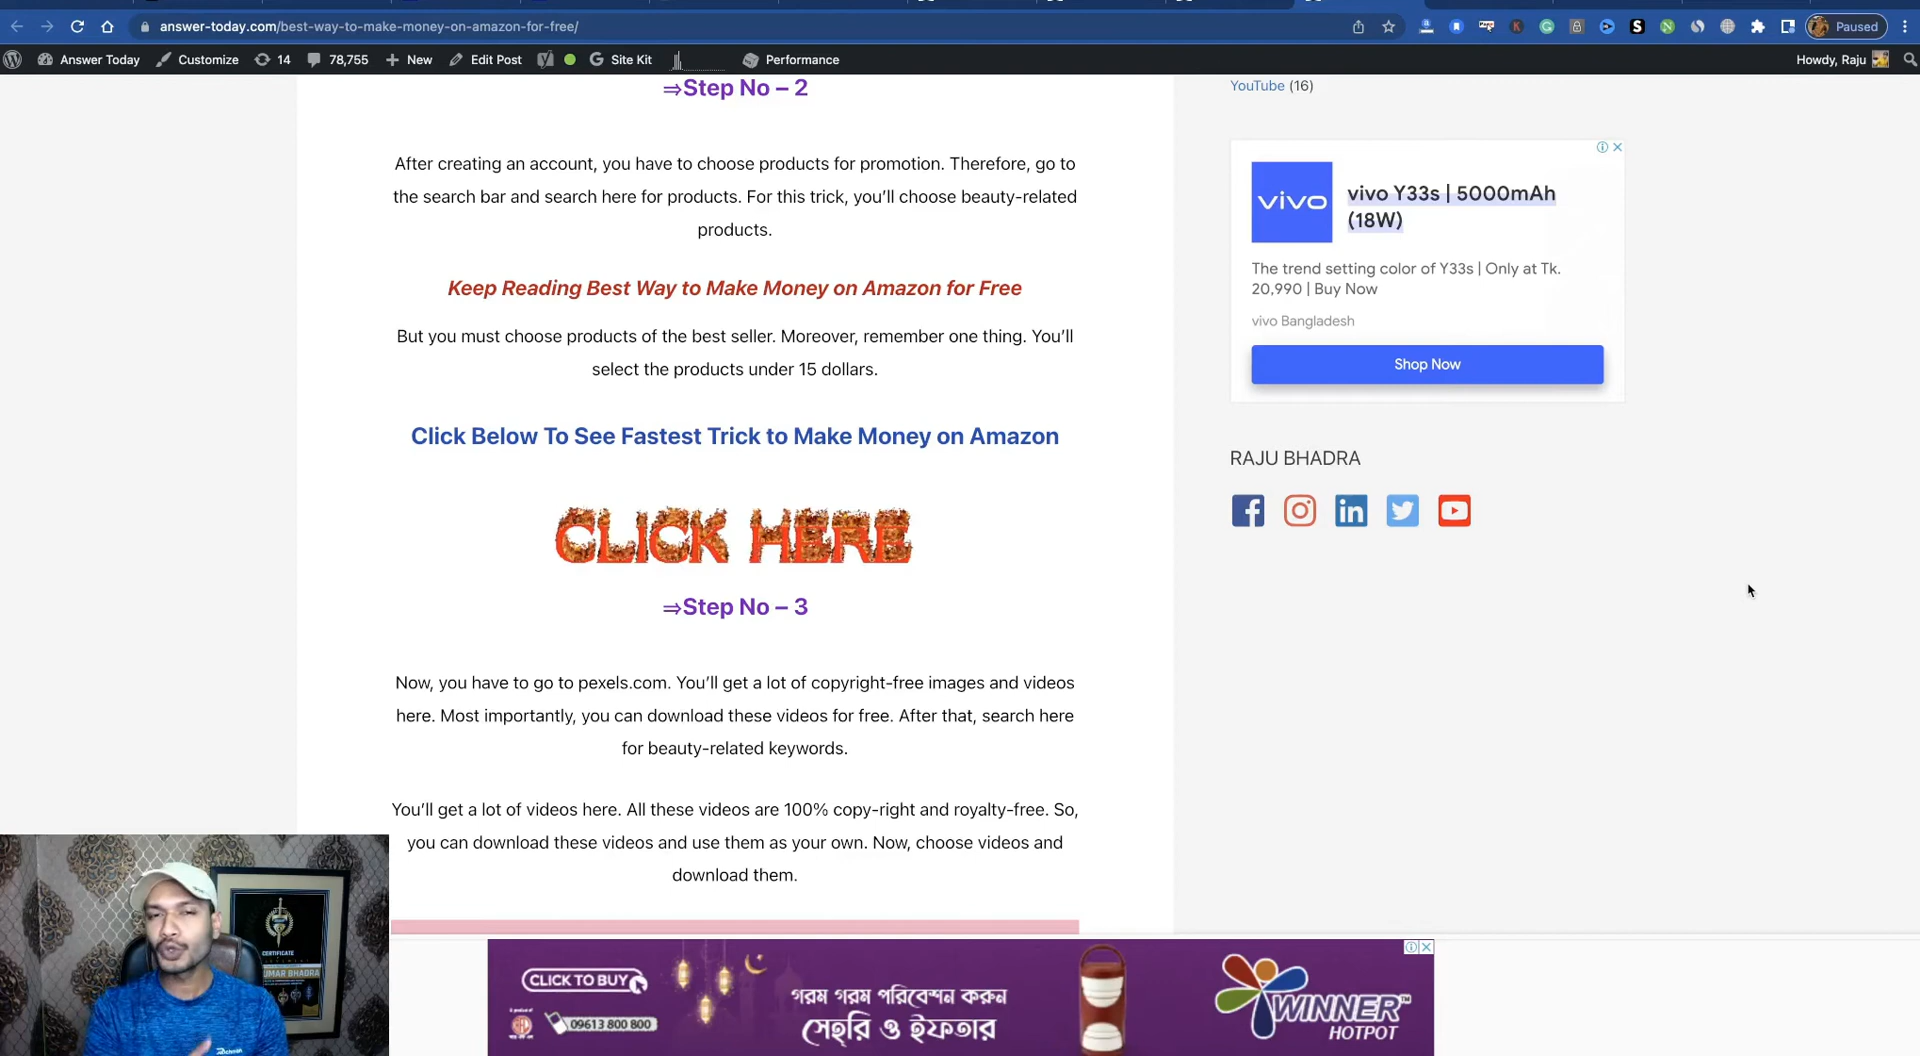 answer-today.com/best-way-to-make-money-on-amazon-for-free/
Paused
Answer Today
Customize
14
78,755
New
Edit Post
Site Kit
Performance
Howdy, Raju
⇒Step No – 2
After creating an account, you have to choose products for promotion. Therefore, go to
the search bar and search here for products. For this trick, you’ll choose beauty-related
products.
Keep Reading Best Way to Make Money on Amazon for Free
But you must choose products of the best seller. Moreover, remember one thing. You’ll
select the products under 15 dollars.
Click Below To See Fastest Trick to Make Money on Amazon
CLICK HERE
⇒Step No – 3
Now, you have to go to pexels.com. You’ll get a lot of copyright-free images and videos
here. Most importantly, you can download these videos for free. After that, search here
for beauty-related keywords.
You’ll get a lot of videos here. All these videos are 100% copy-right and royalty-free. So,
you can download these videos and use them as your own. Now, choose videos and
download them.
YouTube (16)
vivo
vivo Y33s | 5000mAh
(18W)
The trend setting color of Y33s | Only at Tk.
20,990 | Buy Now
vivo Bangladesh
Shop Now
RAJU BHADRA
CERTIFICATE
UMAR BHADRA
CLICK TO BUY
09613 800 800
গরম গরম পরিবেশন করুন
সেহরি ও ইফতার
WINNER™
HOTPOT